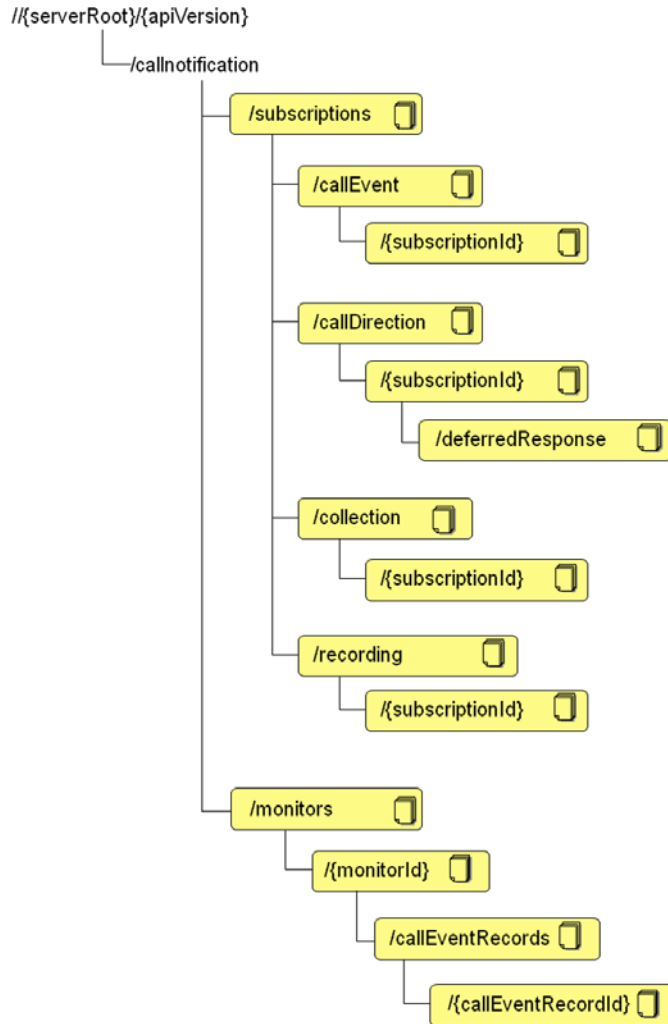 //{serverRoot}/{apiVersion}
/callnotification
/subscriptions
/callEvent
/{subscriptionId}
/callDirection
/{subscriptionId}
/deferredResponse
/collection
/{subscriptionId}
/recording
/{subscriptionId}
/monitors
/{monitorId}
/callEventRecords
/{callEventRecordId}